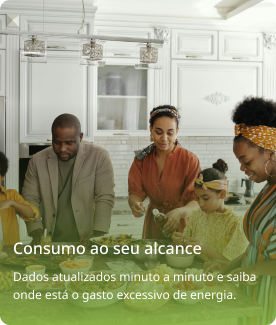 Consumo ao seu alcance
Dados atualizados minuto a minuto e saiba
onde está o gasto excessivo de energia.